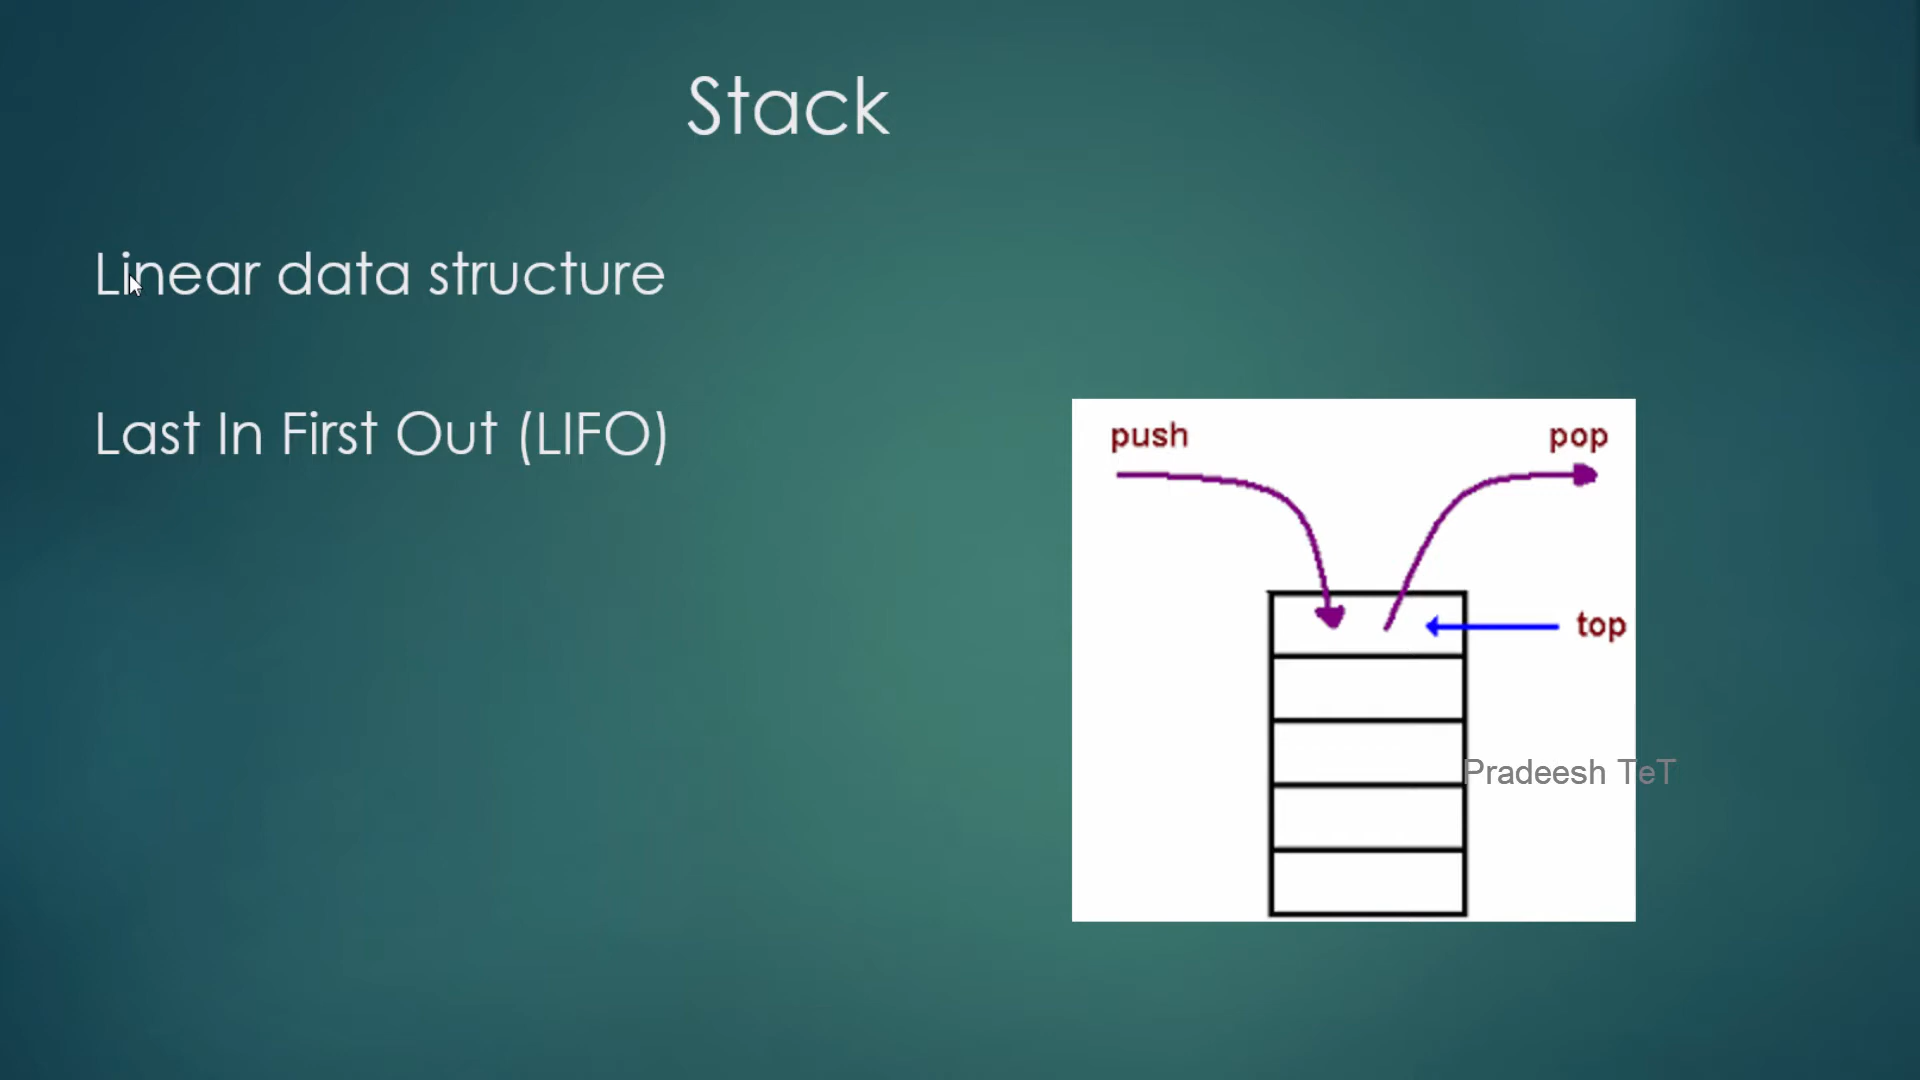 Stack
Linear data structure
Last In First Out (LIFO)
push
pop
top
Pradeesh TeT